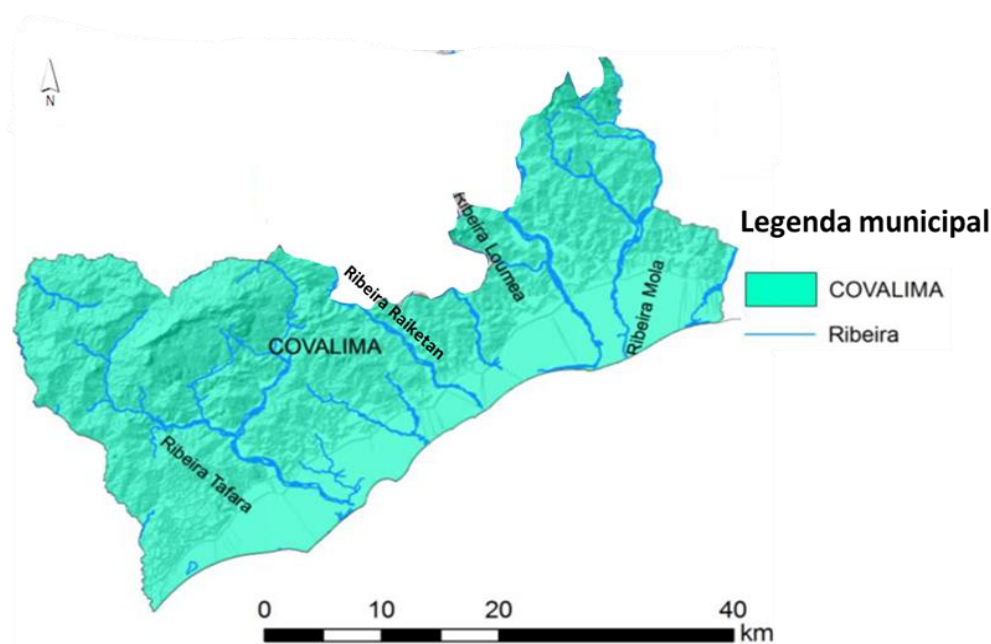 N
Ribeira Loumea
Legenda municipal
Ribeira Raiketan
Ribeira Mola
COVALIMA
COVALIMA
Ribeira
Ribeira Tafara
0 10 20 40
km